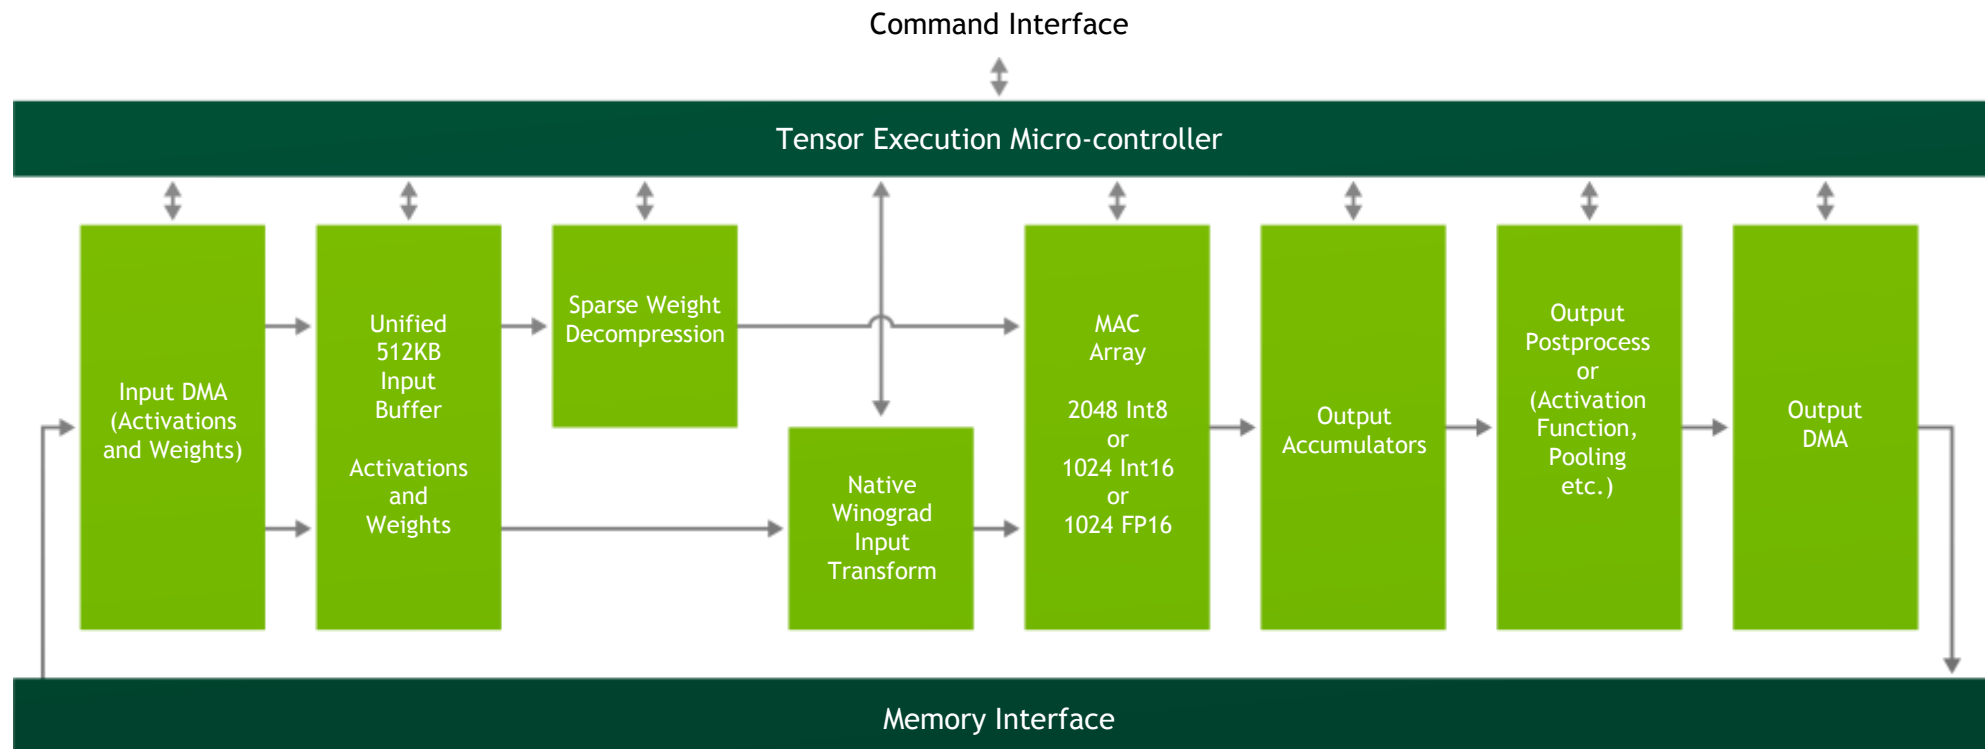 Command Interface
Tensor Execution Micro-controller
Input DMA
(Activations
and Weights)
Unified
512KB
Input
Buffer
Activations
and
Weights
Sparse Weight
Decompression
Native
Winograd
Input
Transform
MAC
Array
2048 Int8
or
1024 Int16
or
1024 FP16
Output
Accumulators
Output
Postprocess
or
(Activation
Function,
Pooling
etc.)
Output
DMA
Memory Interface